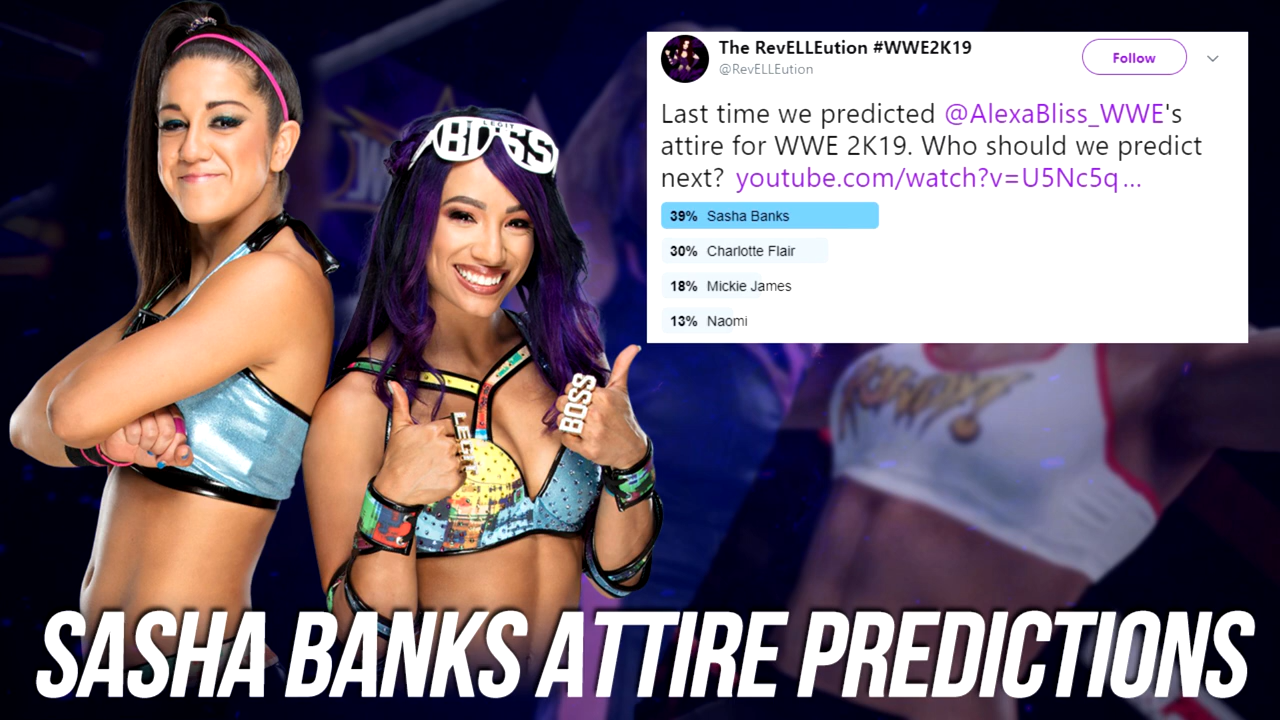 The RevELLEution #WWE2K19
@RevELLEution
Follow
Last time we predicted @AlexaBliss_WWE's
attire for WWE 2K19. Who should we predict
next? youtube.com/watch?v=U5Nc5q...
39% Sasha Banks
30% Charlotte Flair
18% Mickie James
13% Naomi
LEGIT
BOSS
LEGIT
BOSS
SASHA BANKS ATTIRE PREDICTIONS